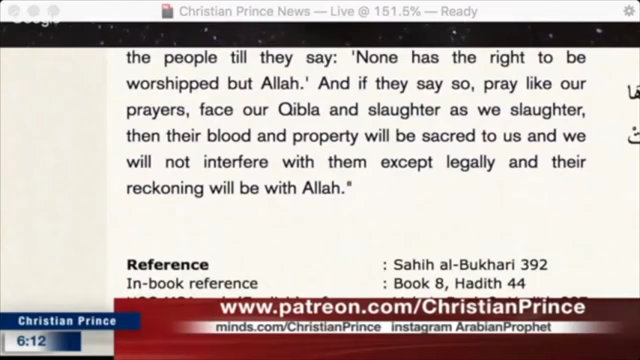 Christian Prince News — Live @ 151.5% — Ready
Google
the people till they say: 'None has the right to be
worshipped but Allah.' And if they say so, pray like our
prayers, face our Qibla and slaughter as we slaughter,
then their blood and property will be sacred to us and we
will not interfere with them except legally and their
reckoning will be with Allah."
Reference : Sahih al-Bukhari 392
In-book reference : Book 8, Hadith 44
www.patreon.com/ChristianPrince
Christian Prince
minds.com/ChristianPrince instagram ArabianProphet
6:12